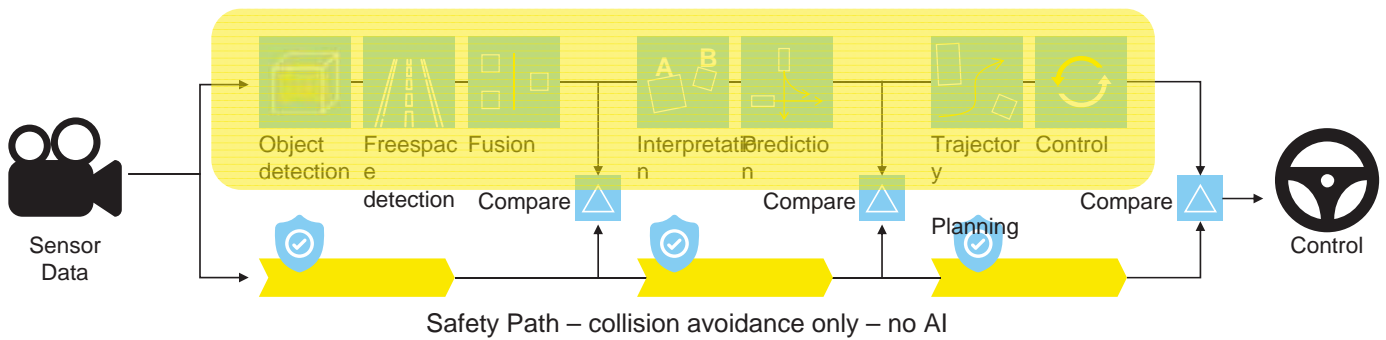 A
B
Object
detection
Freespac
e
detection
Fusion
Interpretatio
n
Predictio
n
Trajector
y
Planning
Control
Compare
Compare
Compare
Sensor
Data
Control
Safety Path – collision avoidance only – no AI